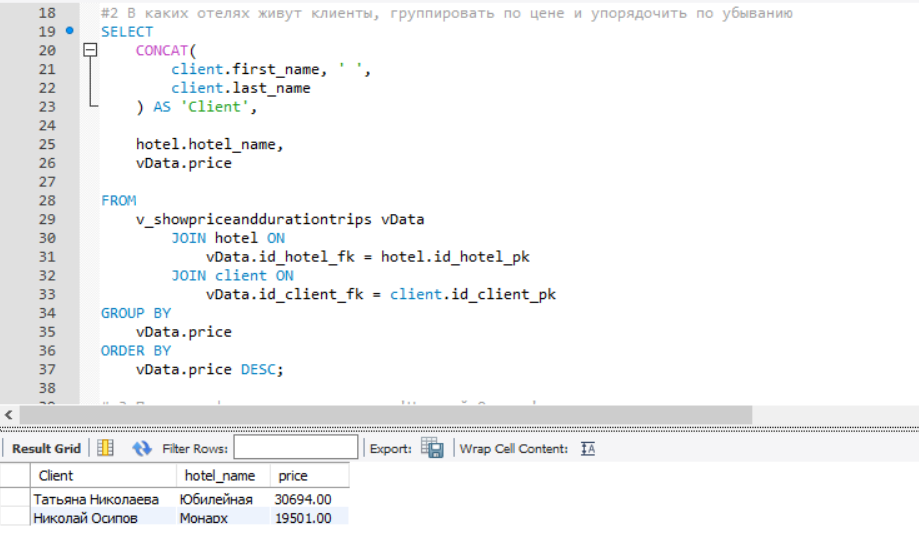 18 #2 В каких отелях живут клиенты, группировать по цене и упорядочить по убыванию
19 SELECT
20 CONCAT(
21 client.first_name, ' ',
22 client.last_name
23 ) AS 'Client',
24
25 hotel.hotel_name,
26 vData.price
27
28 FROM
29 v_showpriceanddurationtrips vData
30 JOIN hotel ON
31 vData.id_hotel_fk = hotel.id_hotel_pk
32 JOIN client ON
33 vData.id_client_fk = client.id_client_pk
34 GROUP BY
35 vData.price
36 ORDER BY
37 vData.price DESC;
38
Result Grid Filter Rows: Export: Wrap Cell Content: IA
Client hotel_name price
Татьяна Николаева Юбилейная 30694.00
Николай Осипов Монарх 19501.00